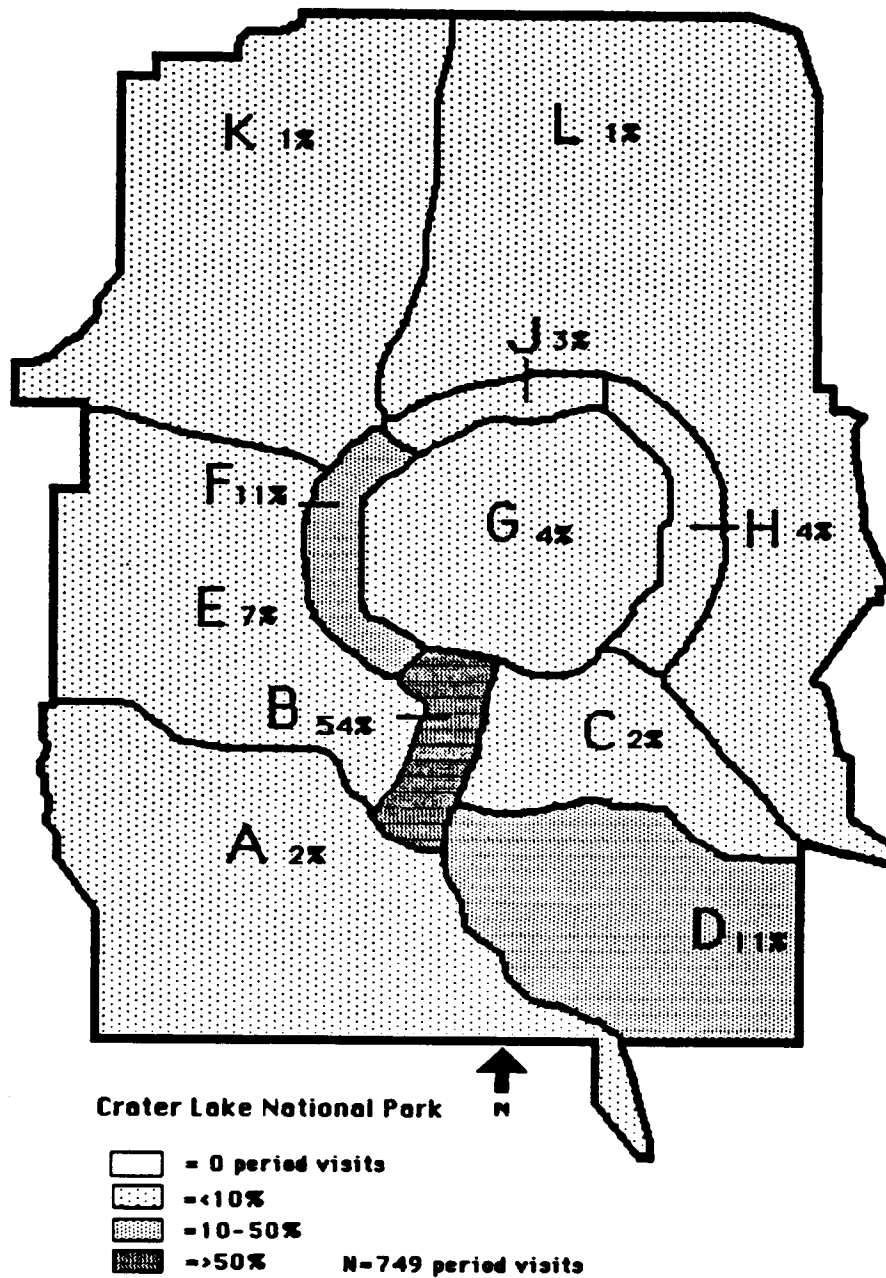 K 1%
L 1%
J 3%
F 11%
G 4%
H 4%
E 7%
B 54%
C 2%
A 2%
D 11%
Crater Lake National Park
N
= 0 period visits
=<10%
=10-50%
=>50%
N=749 period visits